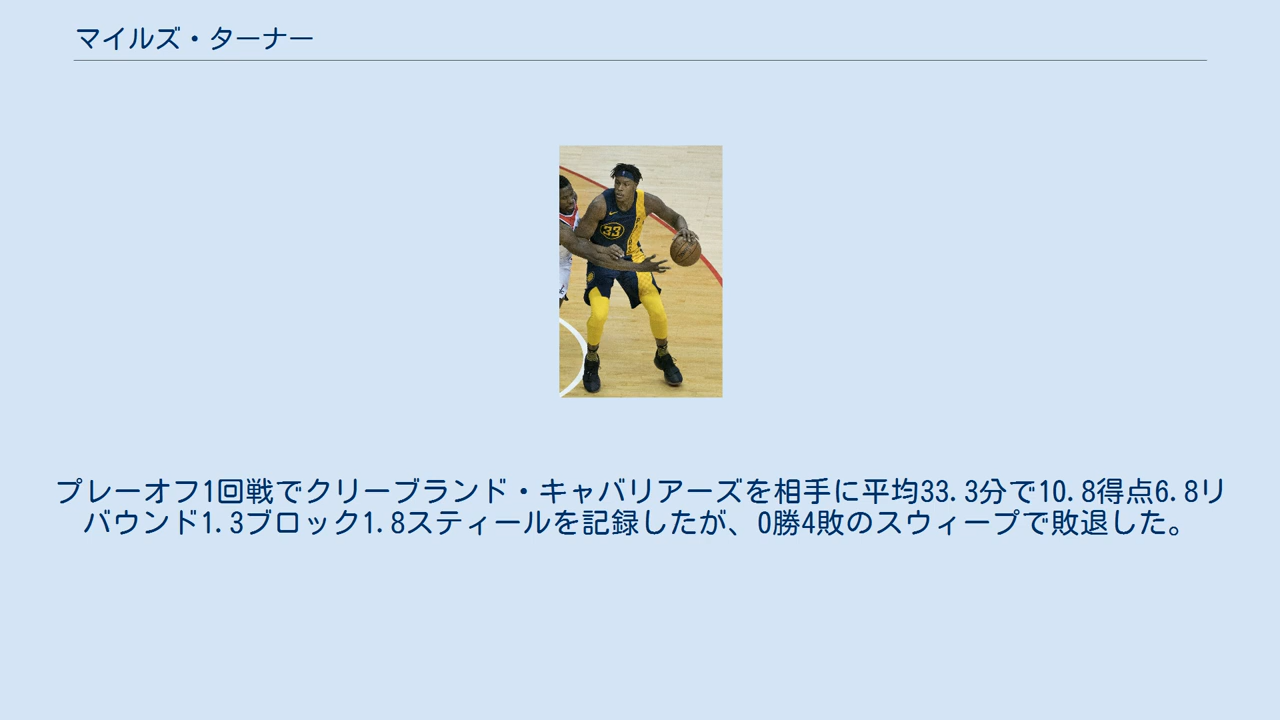 マイルズ・ターナー
33
プレーオフ1回戦でクリーブランド・キャバリアーズを相手に平均33.3分で10.8得点6.8リ
バウンド1.3ブロック1.8スティールを記録したが、0勝4敗のスウィープで敗退した。